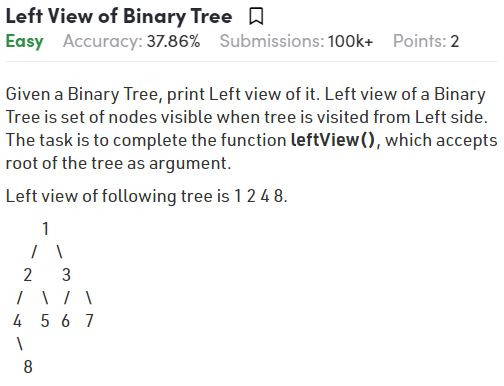 Left View of Binary Tree
Easy Accuracy: 37.86% Submissions: 100k+ Points: 2
Given a Binary Tree, print Left view of it. Left view of a Binary
Tree is set of nodes visible when tree is visited from Left side.
The task is to complete the function leftView(), which accepts
root of the tree as argument.
Left view of following tree is 1 2 4 8.
1
/ \
2 3
/ \ / \
4 5 6 7
\
8